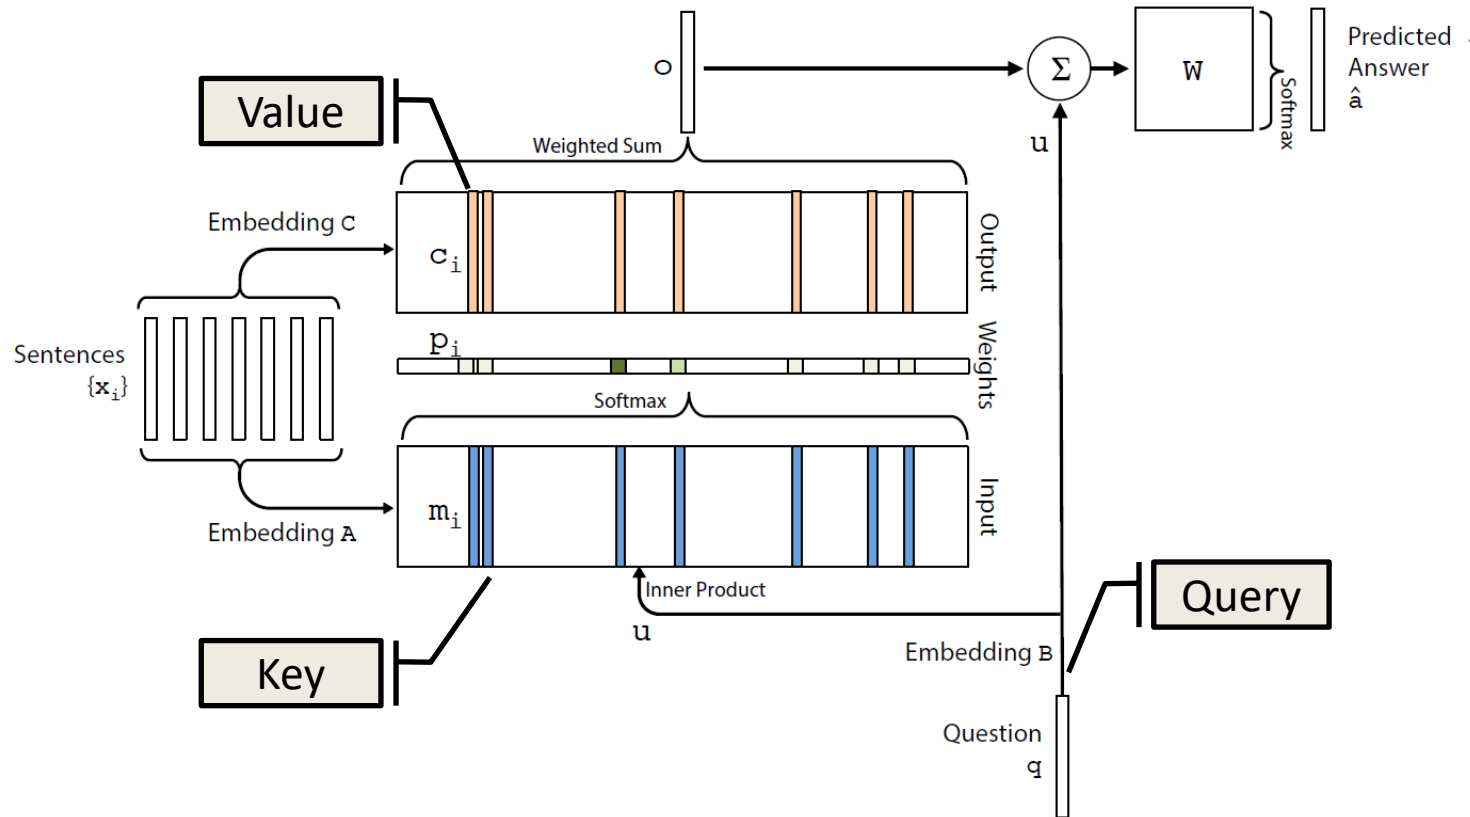 o
Σ
W
Softmax
Predicted
Answer
â
Value
Weighted Sum
u
Embedding C
c_i
Output
Sentences
{x_i}
p_i
Weights
Softmax
m_i
Input
Embedding A
Inner Product
u
Query
Key
Embedding B
Question
q